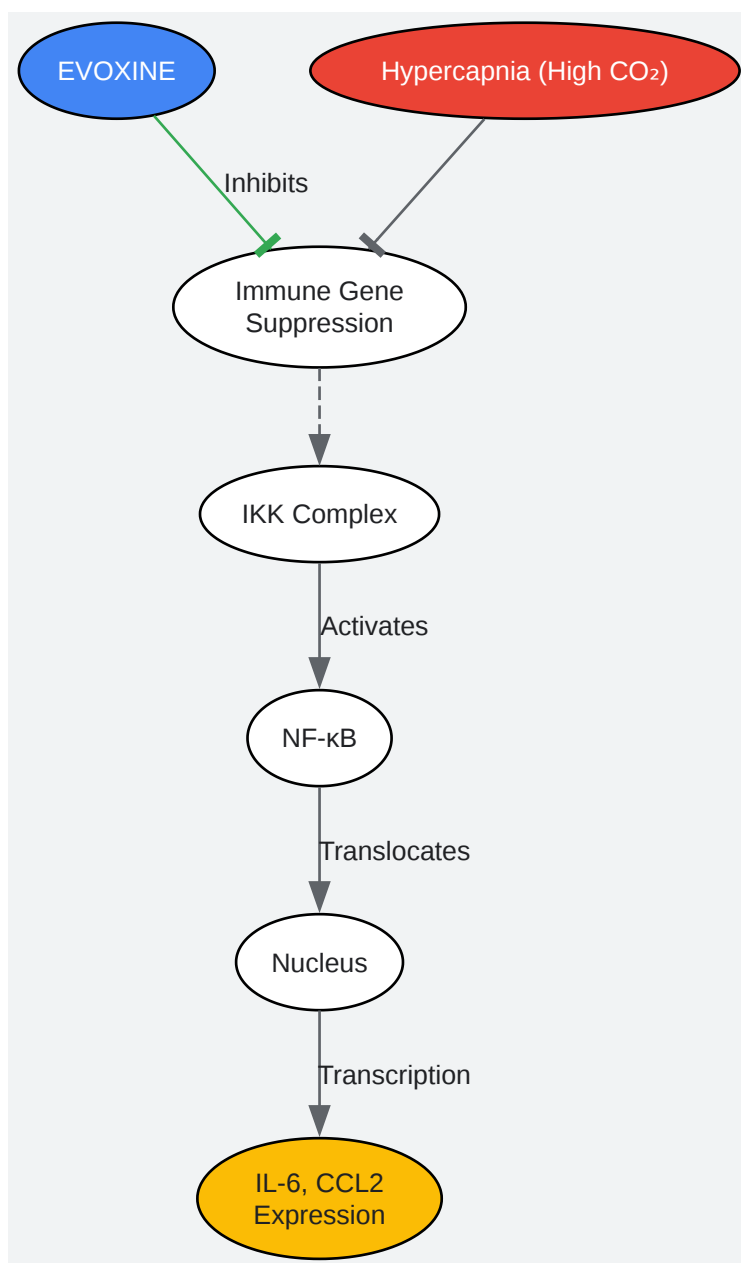 EVOXINE
Hypercapnia (High CO₂)
Inhibits
Immune Gene
Suppression
IKK Complex
Activates
NF-κB
Translocates
Nucleus
Transcription
IL-6, CCL2
Expression